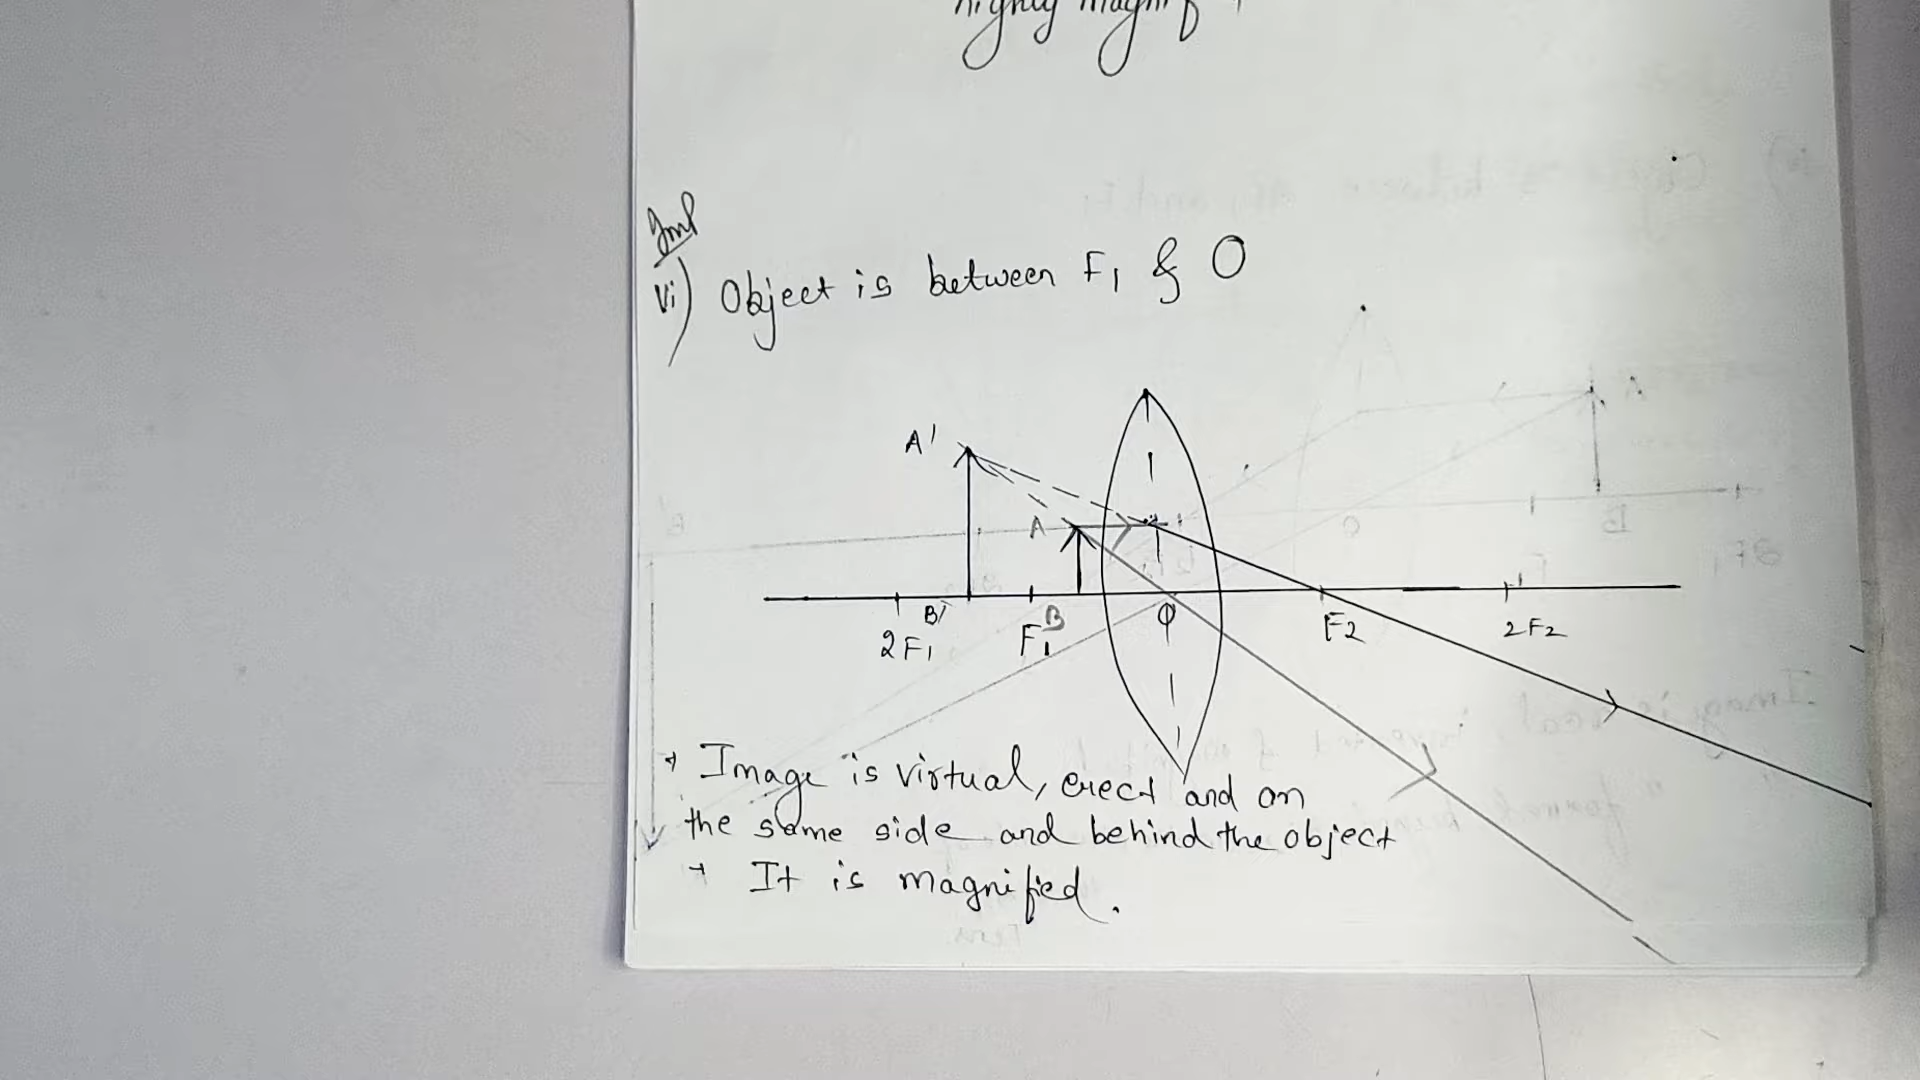 highly
Imp
vi) Object is between F1 & O
A'
A
B'
B
2F1
F1
O
F2
2F2
→ Image is virtual, erect and on
the same side and behind the object
→ It is magnified.